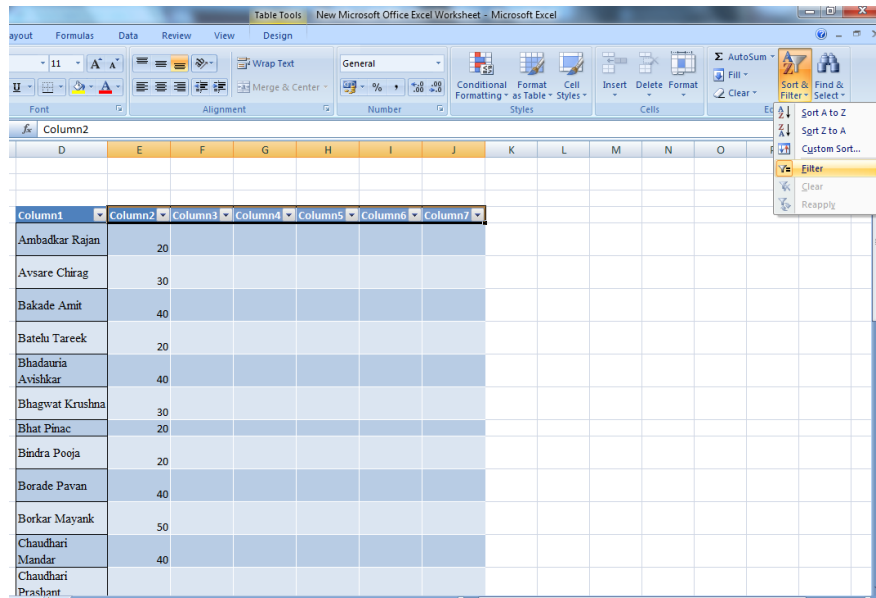 Table Tools New Microsoft Office Excel Worksheet - Microsoft Excel
ayout Formulas Data Review View Design
11 A A Wrap Text General Conditional Formatting Format as Table Cell Styles Insert Delete Format Σ AutoSum Fill Clear Sort & Filter Find & Select
U A Merge & Center % , .0 .00 .00 .0
Font Alignment Number Styles Cells
Sort A to Z
Sort Z to A
Custom Sort...
Filter
Clear
Reapply
fx Column2
D E F G H I J K L M N O
Column1 Column2 Column3 Column4 Column5 Column6 Column7
Ambadkar Rajan 20
Avsare Chirag 30
Bakade Amit 40
Batelu Tareek 20
Bhadauria
Avishkar 40
Bhagwat Krushna 30
Bhat Pinac 20
Bindra Pooja 20
Borade Pavan 40
Borkar Mayank 50
Chaudhari
Mandar 40
Chaudhari
Prashant